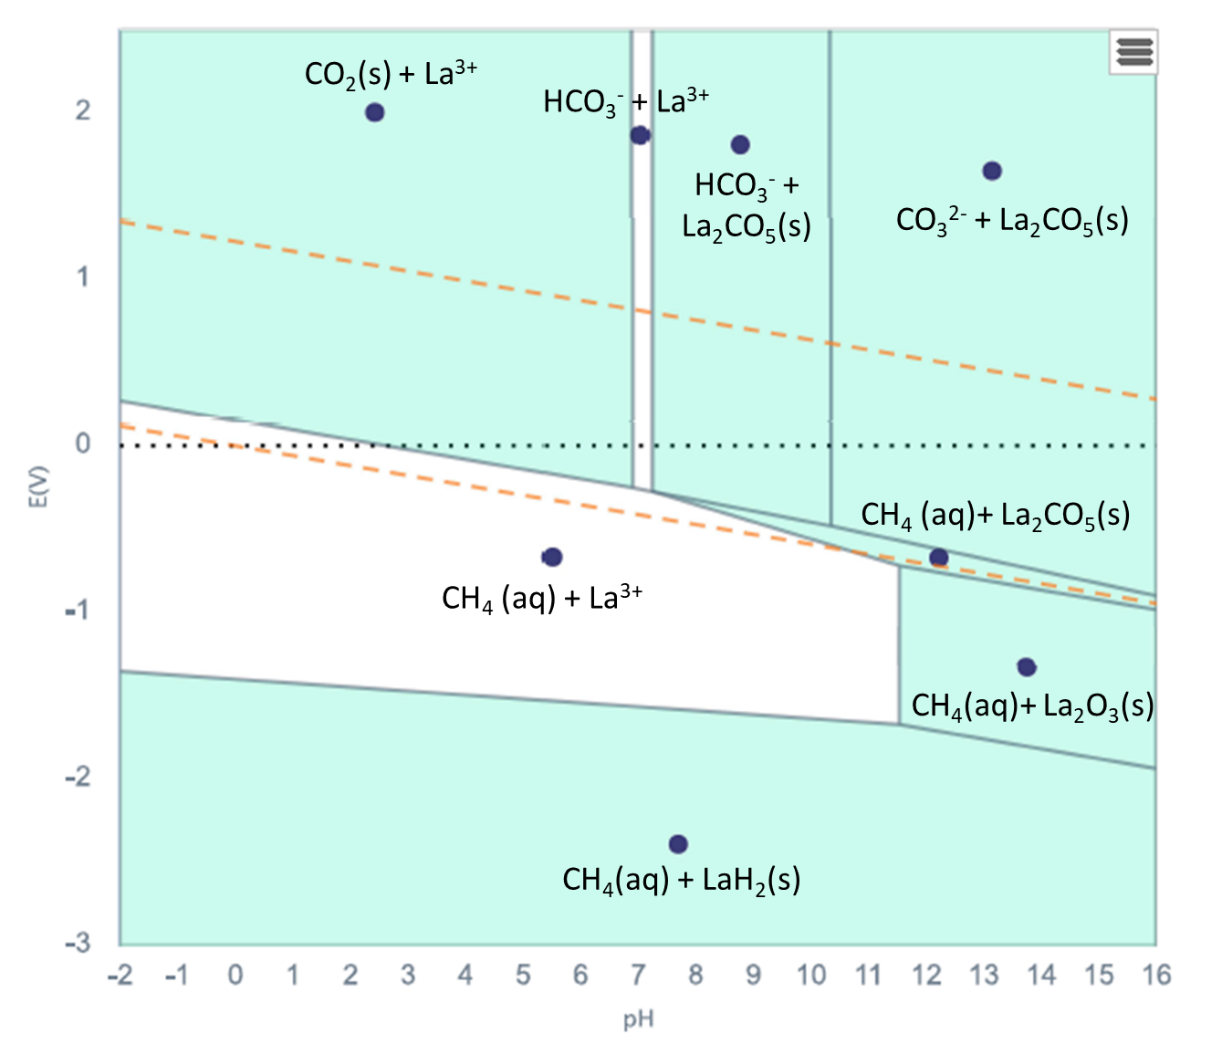 CO₂(s) + La³⁺
HCO₃⁻ + La³⁺
HCO₃⁻ +
La₂CO₅(s)
CO₃²⁻ + La₂CO₅(s)
CH₄ (aq)+ La₂CO₅(s)
CH₄ (aq) + La³⁺
CH₄(aq)+ La₂O₃(s)
CH₄(aq) + LaH₂(s)
E(V)
2
1
0
-1
-2
-3
-2 -1 0 1 2 3 4 5 6 7 8 9 10 11 12 13 14 15 16
pH